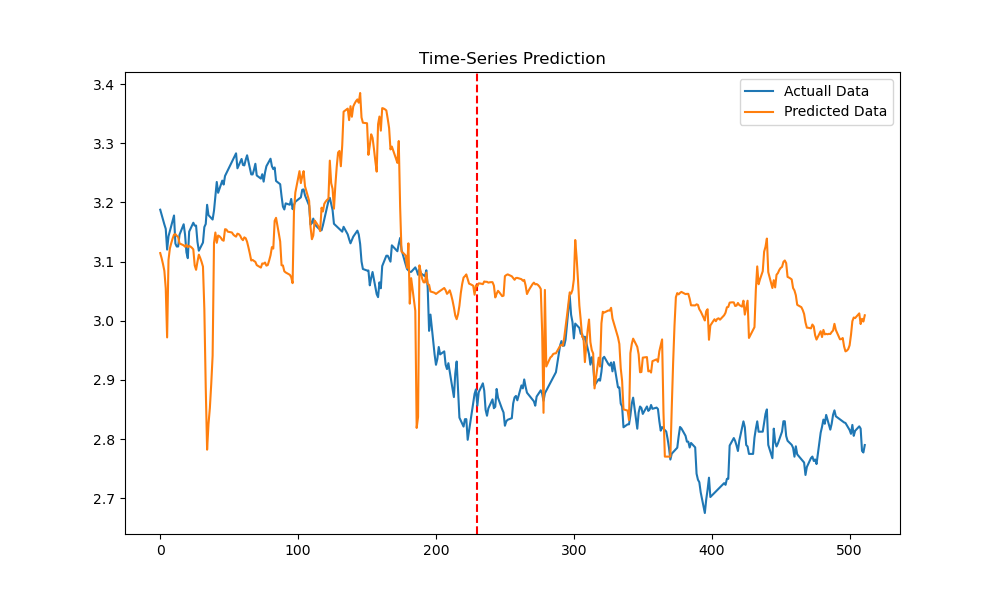 Time-Series Prediction
Actuall Data
Predicted Data
3.4
3.3
3.2
3.1
3.0
2.9
2.8
2.7
0 100 200 300 400 500